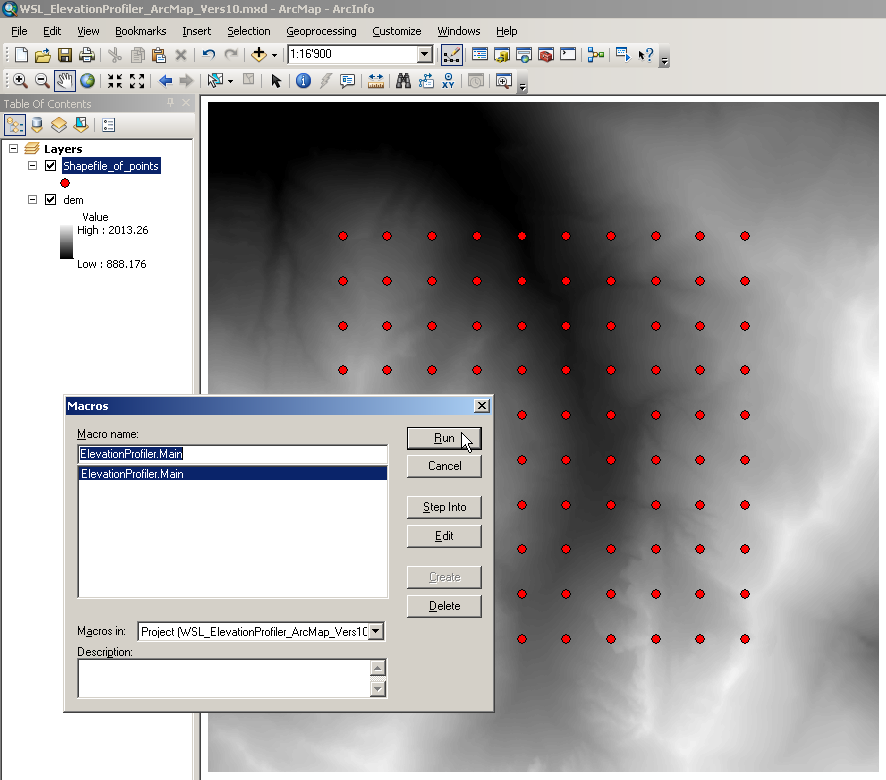 WSL_ElevationProfiler_ArcMap_Vers10.mxd - ArcMap - ArcInfo
File Edit View Bookmarks Insert Selection Geoprocessing Customize Windows Help
1:16'900
XY
Table Of Contents
Layers
Shapefile_of_points
dem
Value
High : 2013.26
Low : 888.176
Macros
Macro name:
ElevationProfiler.Main
ElevationProfiler.Main
Run
Cancel
Step Into
Edit
Create
Delete
Macros in:
Project (WSL_ElevationProfiler_ArcMap_Vers10
Description: